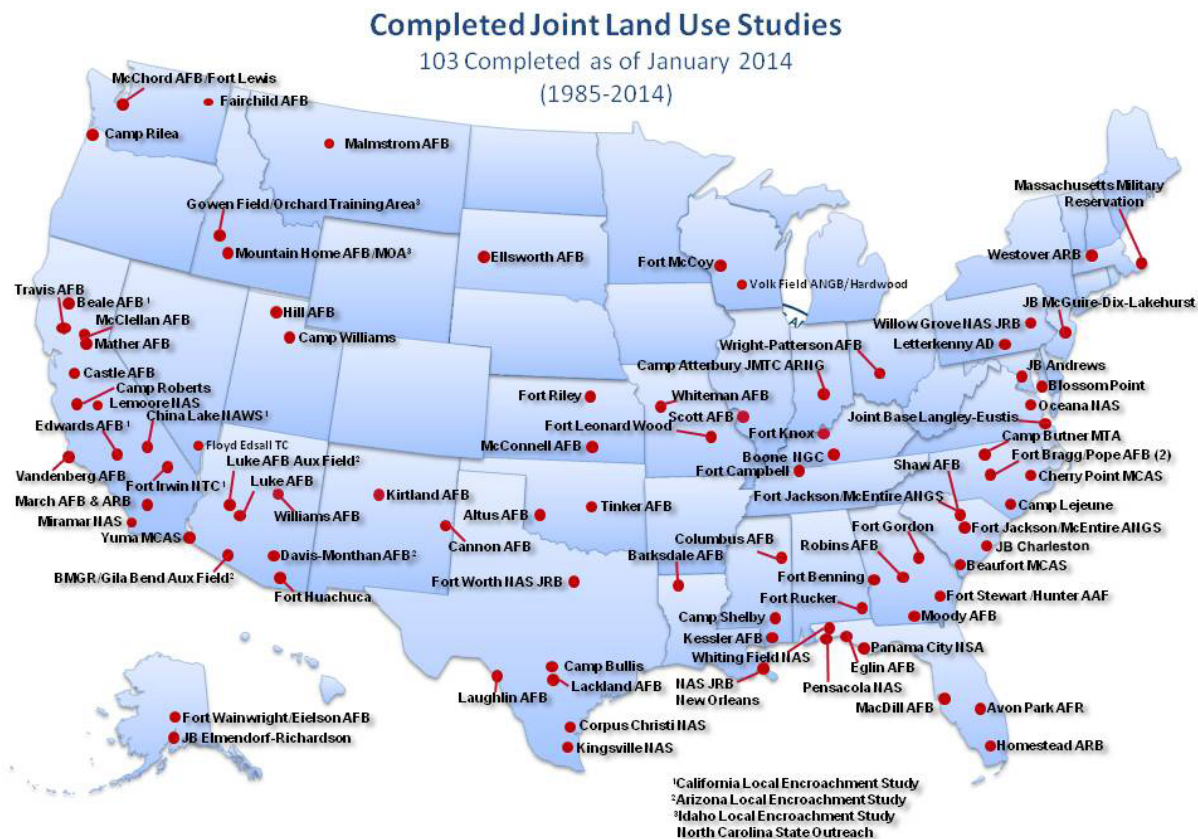 Completed Joint Land Use Studies
103 Completed as of January 2014
(1985-2014)
McChord AFB/Fort Lewis
Fairchild AFB
Camp Rilea
Malmstrom AFB
Massachusetts Military
Reservation
Gowen Field/Orchard Training Area³
Mountain Home AFB/MOA³
Ellsworth AFB
Fort McCoy
Westover ARB
Volk Field ANGB/Hardwood
Travis AFB
Beale AFB¹
McClellan AFB
Mather AFB
Hill AFB
Camp Williams
JB McGuire-Dix-Lakehurst
Willow Grove NAS JRB
Letterkenny AD
Wright-Patterson AFB
Camp Atterbury JMTC ARNG
JB Andrews
Blossom Point
Castle AFB
Camp Roberts
Lemoore NAS
China Lake NAWS¹
Edwards AFB¹
Fort Riley
Whiteman AFB
Scott AFB
Oceana NAS
Joint Base Langley-Eustis
Fort Leonard Wood
Fort Knox
Camp Butner MTA
Floyd Edsall TC
McConnell AFB
Boone NGC
Fort Bragg/Pope AFB (2)
Vandenberg AFB
Luke AFB Aux Field²
Fort Campbell
Shaw AFB
Cherry Point MCAS
Fort Irwin NTC¹
Luke AFB
Kirtland AFB
Tinker AFB
Fort Jackson/McEntire ANGS
Camp Lejeune
March AFB & ARB
Williams AFB
Altus AFB
Miramar NAS
Cannon AFB
Fort Gordon
Fort Jackson/McEntire ANGS
Yuma MCAS
Columbus AFB
Robins AFB
JB Charleston
Davis-Monthan AFB²
Barksdale AFB
Beaufort MCAS
BMGR/Gila Bend Aux Field²
Fort Worth NAS JRB
Fort Benning
Fort Huachuca
Fort Rucker
Fort Stewart /Hunter AAF
Camp Shelby
Moody AFB
Kessler AFB
Whiting Field NAS
Panama City NSA
Camp Bullis
Eglin AFB
Laughlin AFB
Lackland AFB
NAS JRB
New Orleans
Pensacola NAS
MacDill AFB
Avon Park AFR
Fort Wainwright/Eielson AFB
JB Elmendorf-Richardson
Corpus Christi NAS
Kingsville NAS
Homestead ARB
¹California Local Encroachment Study
²Arizona Local Encroachment Study
³Idaho Local Encroachment Study
North Carolina State Outreach